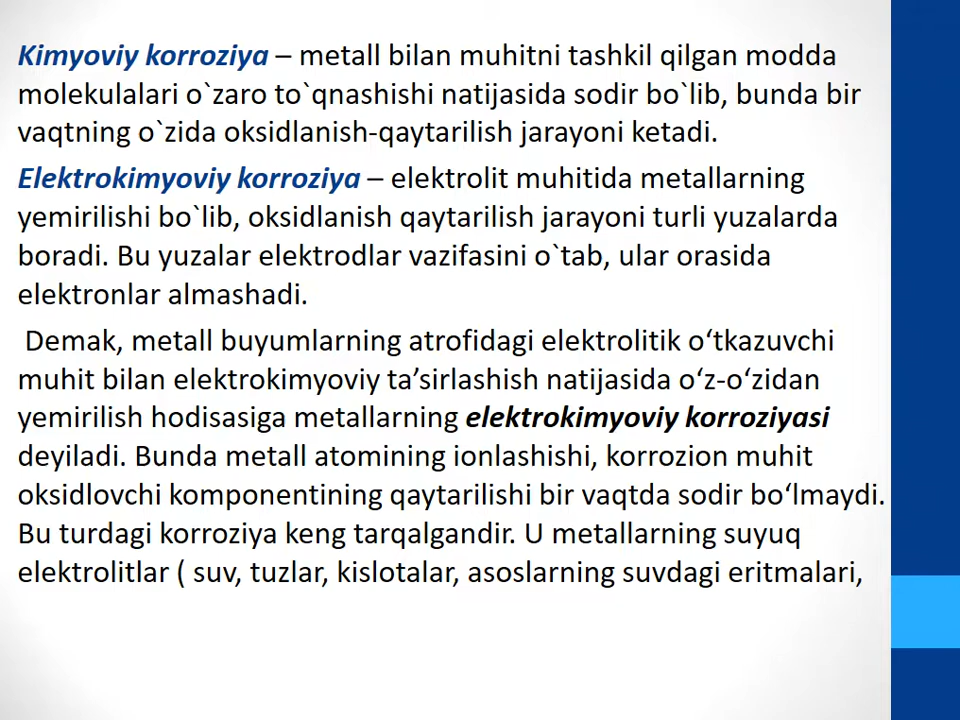 Kimyoviy korroziya – metall bilan muhitni tashkil qilgan modda
molekulalari o`zaro to`qnashishi natijasida sodir bo`lib, bunda bir
vaqtning o`zida oksidlanish-qaytarilish jarayoni ketadi.
Elektrokimyoviy korroziya – elektrolit muhitida metallarning
yemirilishi bo`lib, oksidlanish qaytarilish jarayoni turli yuzalarda
boradi. Bu yuzalar elektrodlar vazifasini o`tab, ular orasida
elektronlar almashadi.
Demak, metall buyumlarning atrofidagi elektrolitik o‘tkazuvchi
muhit bilan elektrokimyoviy ta’sirlashish natijasida o‘z-o‘zidan
yemirilish hodisasiga metallarning elektrokimyoviy korroziyasi
deyiladi. Bunda metall atomining ionlashishi, korrozion muhit
oksidlovchi komponentining qaytarilishi bir vaqtda sodir bo‘lmaydi.
Bu turdagi korroziya keng tarqalgandir. U metallarning suyuq
elektrolitlar ( suv, tuzlar, kislotalar, asoslarning suvdagi eritmalari,